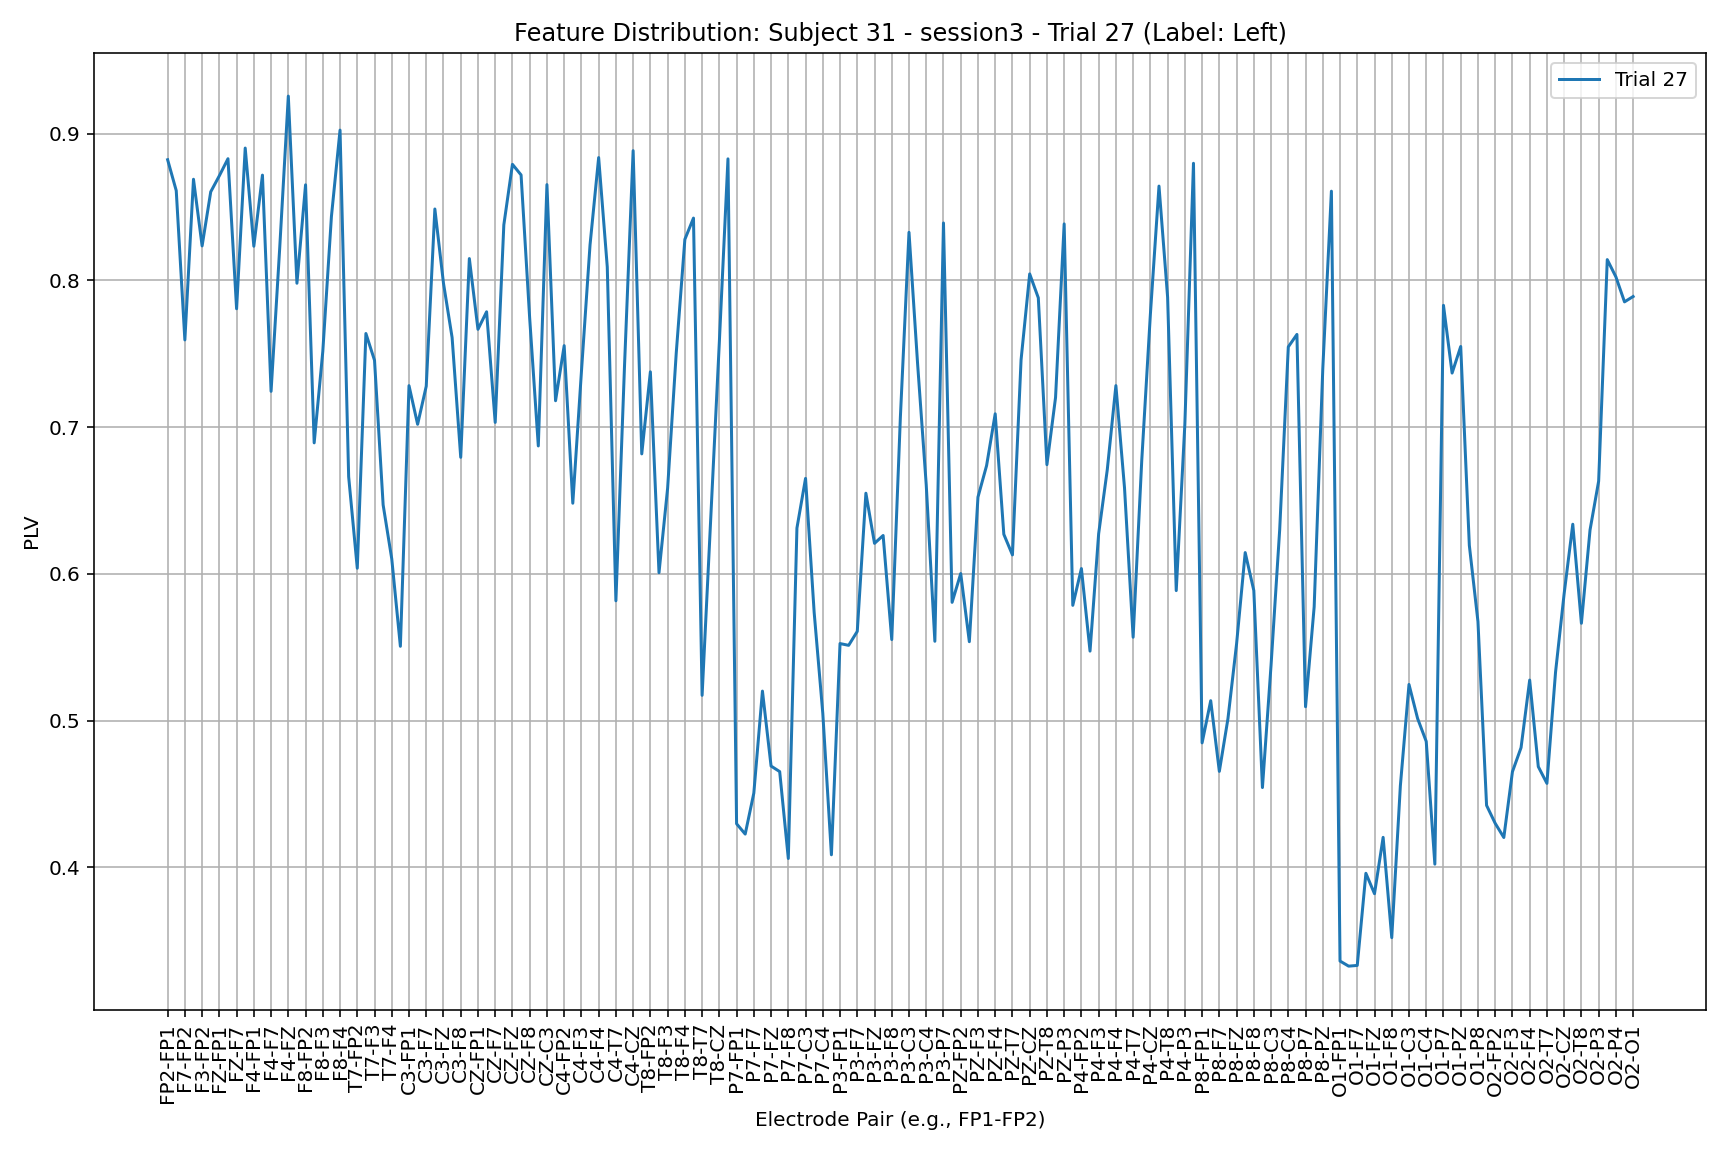 Feature Distribution: Subject 31 - session3 - Trial 27 (Label: Left)
Trial 27
PLV
0.9
0.8
0.7
0.6
0.5
0.4
FP2-FP1
F7-FP2
F3-FP2
FZ-FP1
FZ-F7
F4-FP1
F4-F7
F4-FZ
F8-FP2
F8-F3
F8-F4
T7-FP2
T7-F3
T7-F4
C3-FP1
C3-F7
C3-FZ
C3-F8
CZ-FP1
CZ-F7
CZ-FZ
CZ-F8
CZ-C3
C4-FP2
C4-F3
C4-F4
C4-T7
C4-CZ
T8-FP2
T8-F3
T8-F4
T8-T7
T8-CZ
P7-FP1
P7-F7
P7-FZ
P7-F8
P7-C3
P7-C4
P3-FP1
P3-F7
P3-FZ
P3-F8
P3-C3
P3-C4
P3-P7
PZ-FP2
PZ-F3
PZ-F4
PZ-T7
PZ-CZ
PZ-T8
PZ-P3
P4-FP2
P4-F3
P4-F4
P4-T7
P4-CZ
P4-T8
P4-P3
P8-FP1
P8-F7
P8-FZ
P8-F8
P8-C3
P8-C4
P8-P7
P8-PZ
O1-FP1
O1-F7
O1-FZ
O1-F8
O1-C3
O1-C4
O1-P7
O1-PZ
O1-P8
O2-FP2
O2-F3
O2-F4
O2-T7
O2-CZ
O2-T8
O2-P3
O2-P4
O2-O1
Electrode Pair (e.g., FP1-FP2)